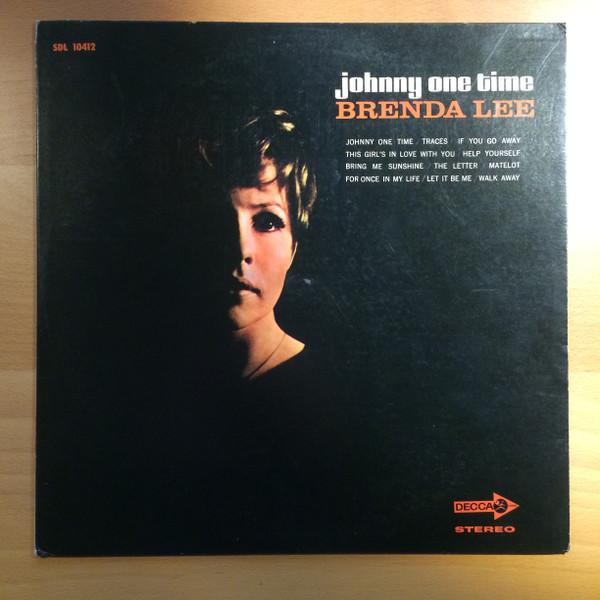 SDL 10412
johnny one time
BRENDA LEE
JOHNNY ONE TIME / TRACES / IF YOU GO AWAY
THIS GIRL'S IN LOVE WITH YOU / HELP YOURSELF
BRING ME SUNSHINE / THE LETTER / MATELOT
FOR ONCE IN MY LIFE / LET IT BE ME / WALK AWAY
DECCA
STEREO